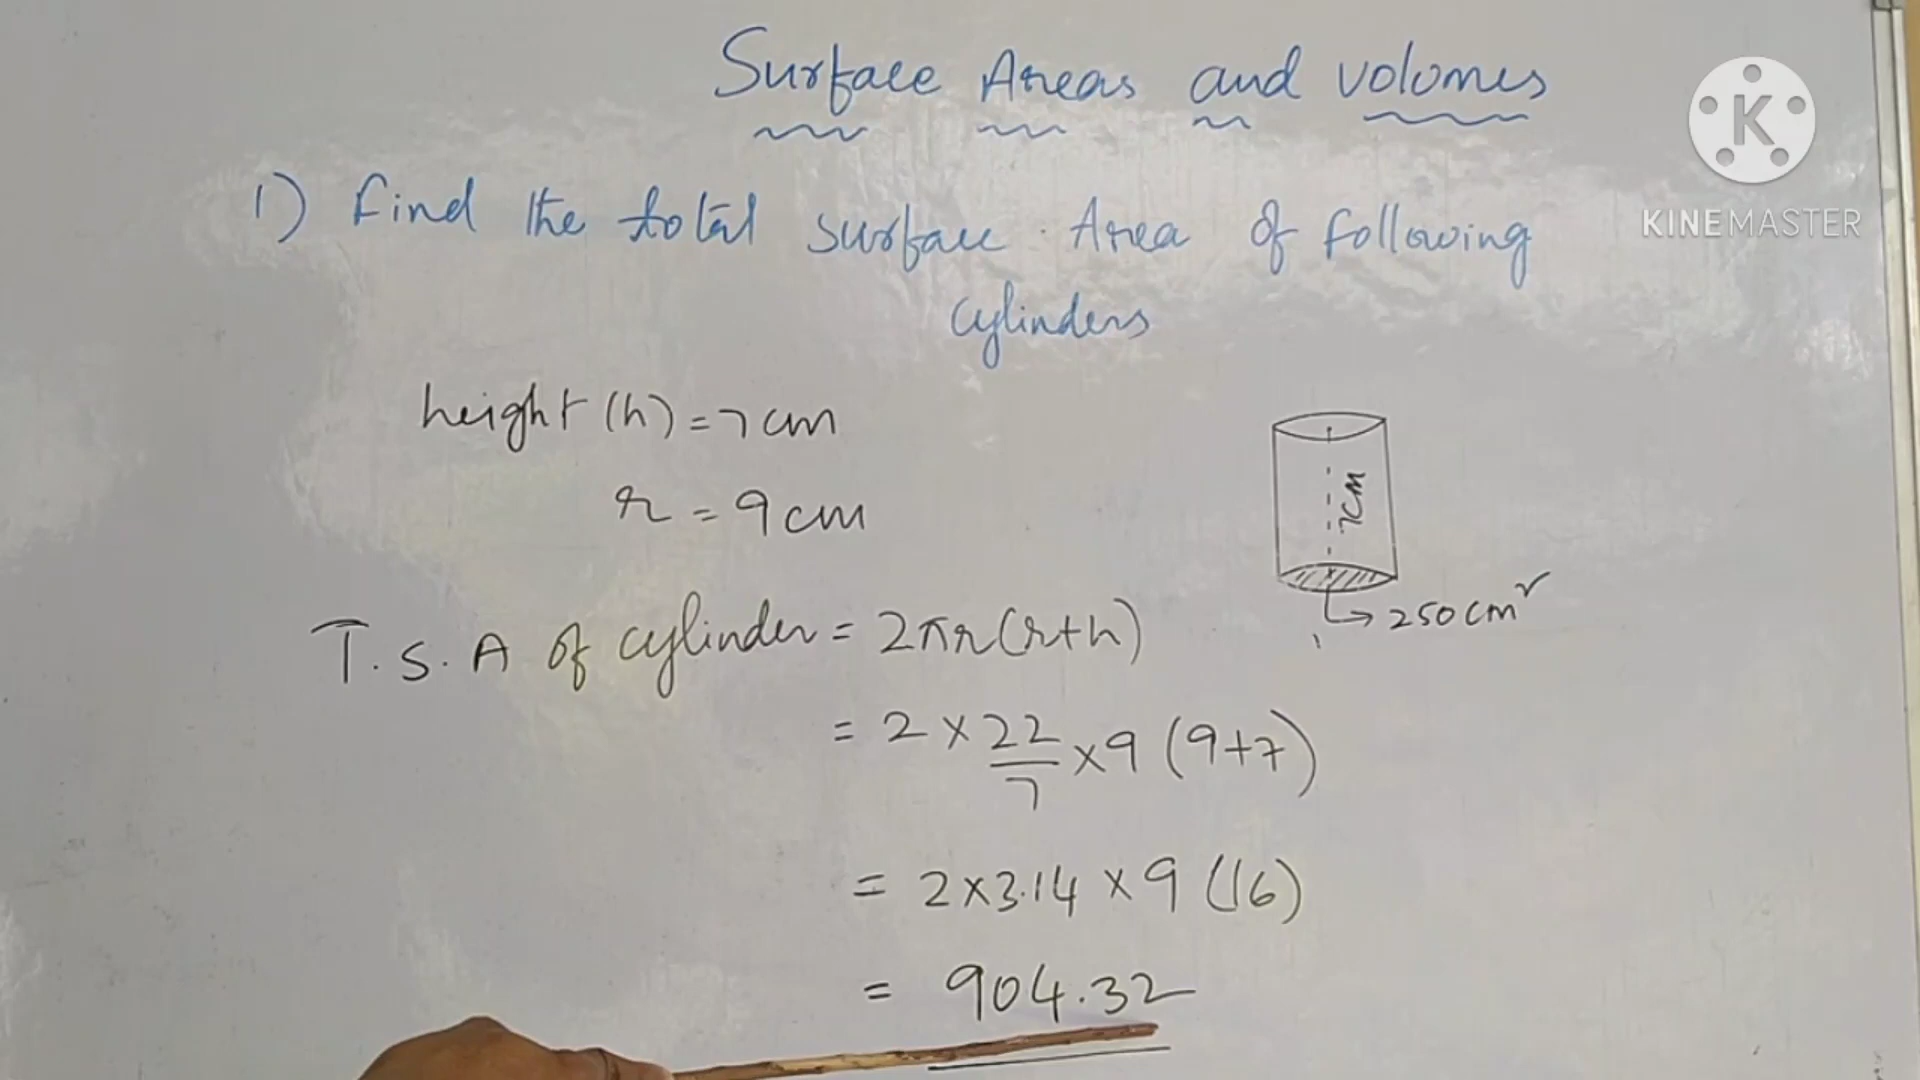 Surface Areas and volomes
K
KINEMASTER
1) Find the total surface Area of following
cylinders
height (h) = 7 cm
r = 9 cm
7cm
250 cm²
T.S.A of cylinder = 2πr(r+h)
= 2 × 22/7 × 9 (9+7)
= 2 × 3.14 × 9 (16)
= 904.32